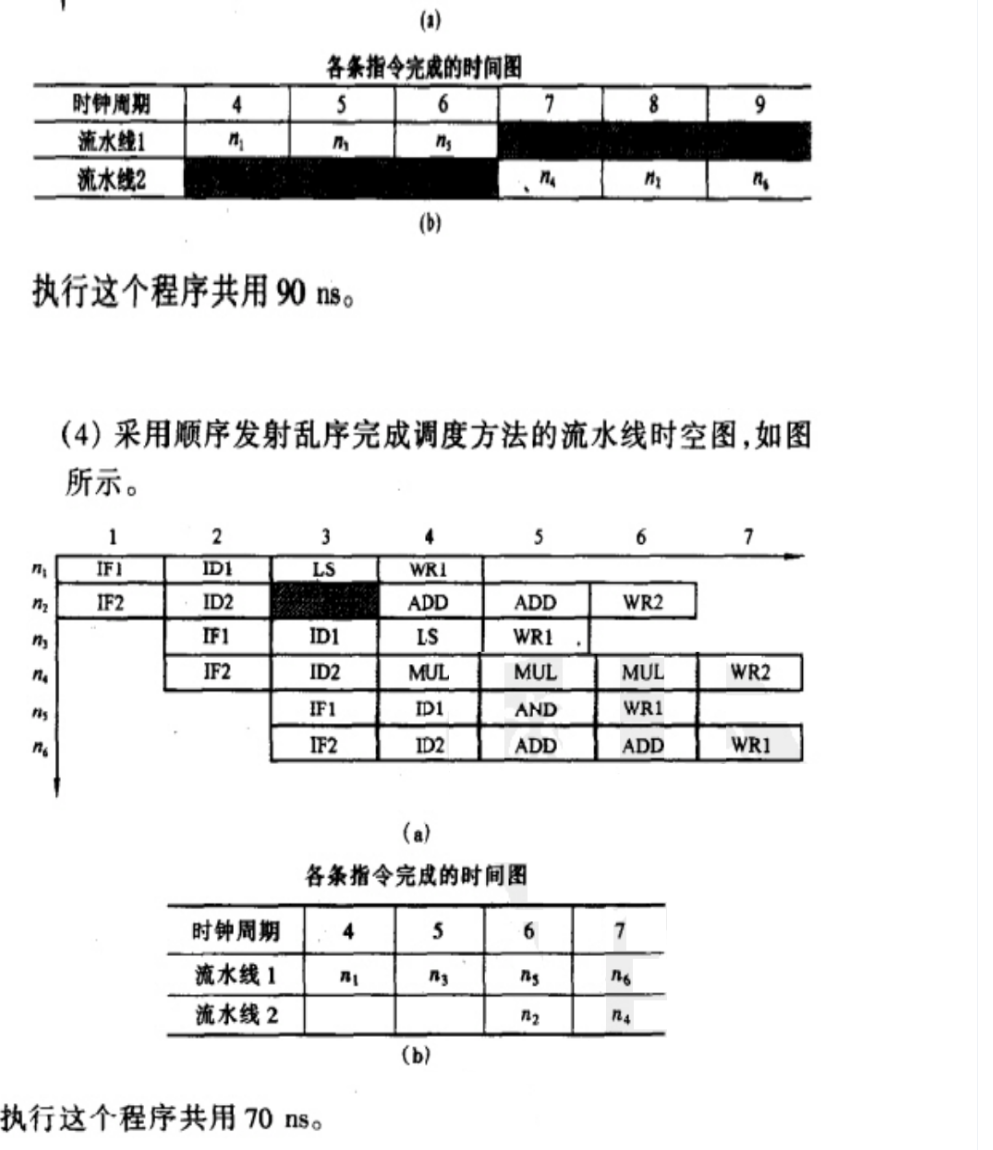 (a)
各条指令完成的时间图
时钟周期 4 5 6 7 8 9
流水线1 n₁ n₃ n₅
流水线2 n₄ n₂ n₆
(b)
执行这个程序共用 90 ns。
(4) 采用顺序发射乱序完成调度方法的流水线时空图,如图
所示。
1 2 3 4 5 6 7
n₁ IF1 ID1 LS WR1
n₂ IF2 ID2 ADD ADD WR2
n₃ IF1 ID1 LS WR1
n₄ IF2 ID2 MUL MUL MUL WR2
n₅ IF1 ID1 AND WR1
n₆ IF2 ID2 ADD ADD WR1
(a)
各条指令完成的时间图
时钟周期 4 5 6 7
流水线 1 n₁ n₃ n₅ n₆
流水线 2 n₂ n₄
(b)
执行这个程序共用 70 ns。